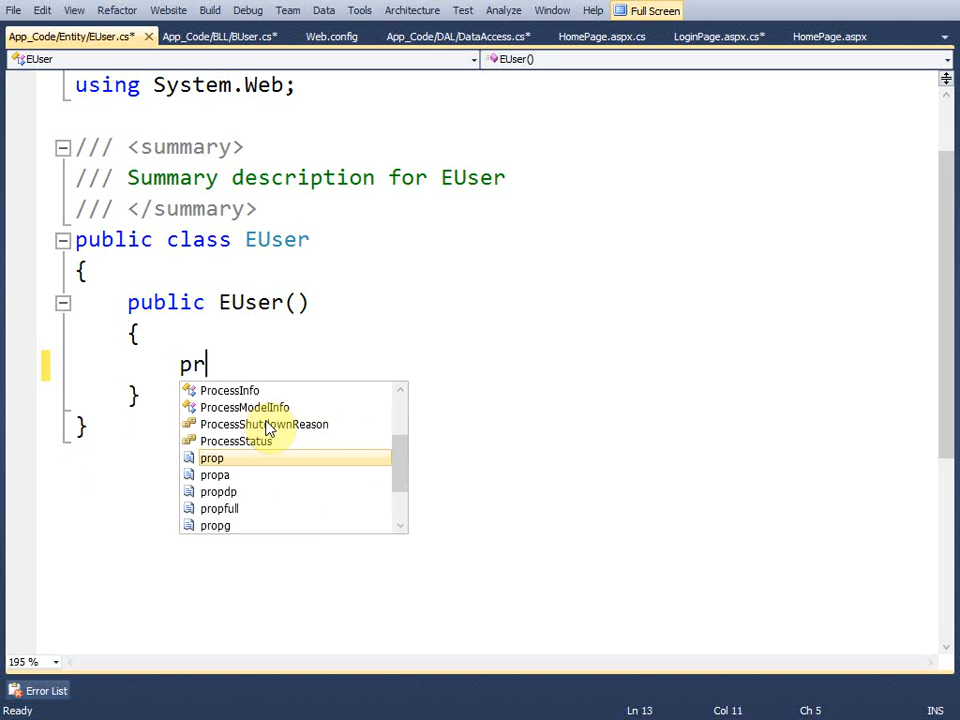 File Edit View Refactor Website Build Debug Team Data Tools Architecture Test Analyze Window Help Full Screen
App_Code/Entity/EUser.cs* App_Code/BLL/BUser.cs* Web.config App_Code/DAL/DataAccess.cs* HomePage.aspx.cs LoginPage.aspx.cs* HomePage.aspx
EUser EUser()
using System.Web;
/// <summary>
/// Summary description for EUser
/// </summary>
public class EUser
{
public EUser()
{
pr
}
}
ProcessInfo
ProcessModelInfo
ProcessShutdownReason
ProcessStatus
prop
propa
propdp
propfull
propg
195 %
Error List
Ready Ln 13 Col 11 Ch 5 INS